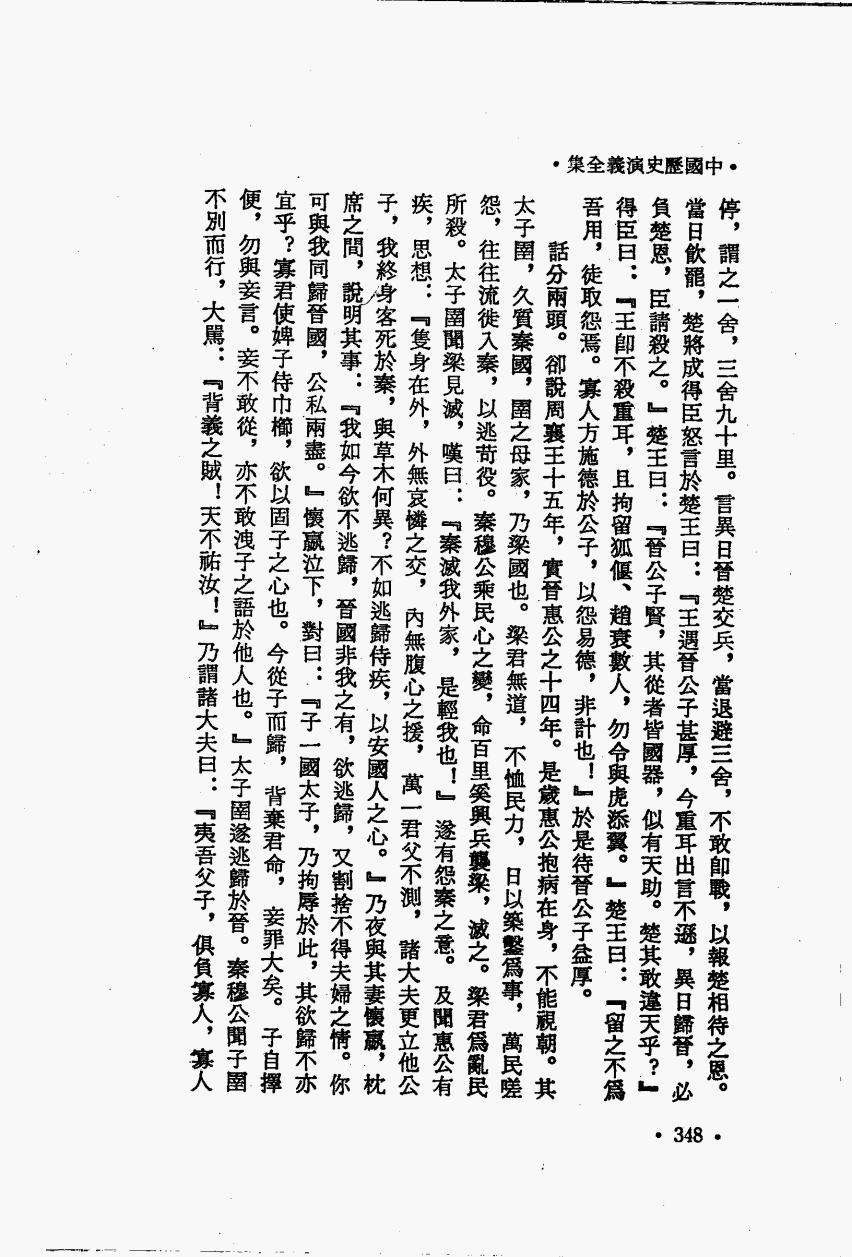 ·中國歷史演義全集·
停，謂之一舍，三舍九十里。言異日晉楚交兵，當退避三舍，不敢卽戰，以報楚相待之恩。
當日飲罷，楚將成得臣怒言於楚王曰：『王遇晉公子甚厚，今重耳出言不遜，異日歸晉，必
負楚恩，臣請殺之。』楚王曰：『晉公子賢，其從者皆國器，似有天助。楚其敢違天乎？』
得臣曰：『王卽不殺重耳，且拘留狐偃、趙衰數人，勿令與虎添翼。』楚王曰：『留之不爲
吾用，徒取怨焉。寡人方施德於公子，以怨易德，非計也！』於是待晉公子益厚。
話分兩頭。卻說周襄王十五年，實晉惠公之十四年。是歲惠公抱病在身，不能視朝。其
太子圉，久質秦國，圉之母家，乃梁國也。梁君無道，不恤民力，日以築鑿爲事，萬民嗟
怨，往往流徙入秦，以逃苛役。秦穆公乘民心之變，命百里奚興兵襲梁，滅之。梁君爲亂民
所殺。太子圉聞梁見滅，嘆曰：『秦滅我外家，是輕我也！』遂有怨秦之意。及聞惠公有
疾，思想：『隻身在外，外無哀憐之交，內無腹心之援，萬一君父不測，諸大夫更立他公
子，我終身客死於秦，與草木何異？不如逃歸侍疾，以安國人之心。』乃夜與其妻懷嬴，枕
席之間，說明其事：『我如今欲不逃歸，晉國非我之有，欲逃歸，又割捨不得夫婦之情。你
可與我同歸晉國，公私兩盡。』懷嬴泣下，對曰：『子一國太子，乃拘辱於此，其欲歸不亦
宜乎？寡君使婢子侍巾櫛，欲以固子之心也。今從子而歸，背棄君命，妾罪大矣。子自擇
便，勿與妾言。妾不敢從，亦不敢洩子之語於他人也。』太子圉遂逃歸於晉。秦穆公聞子圉
不別而行，大罵：『背義之賊！天不祐汝！』乃謂諸大夫曰：『夷吾父子，俱負寡人，寡人
·348·